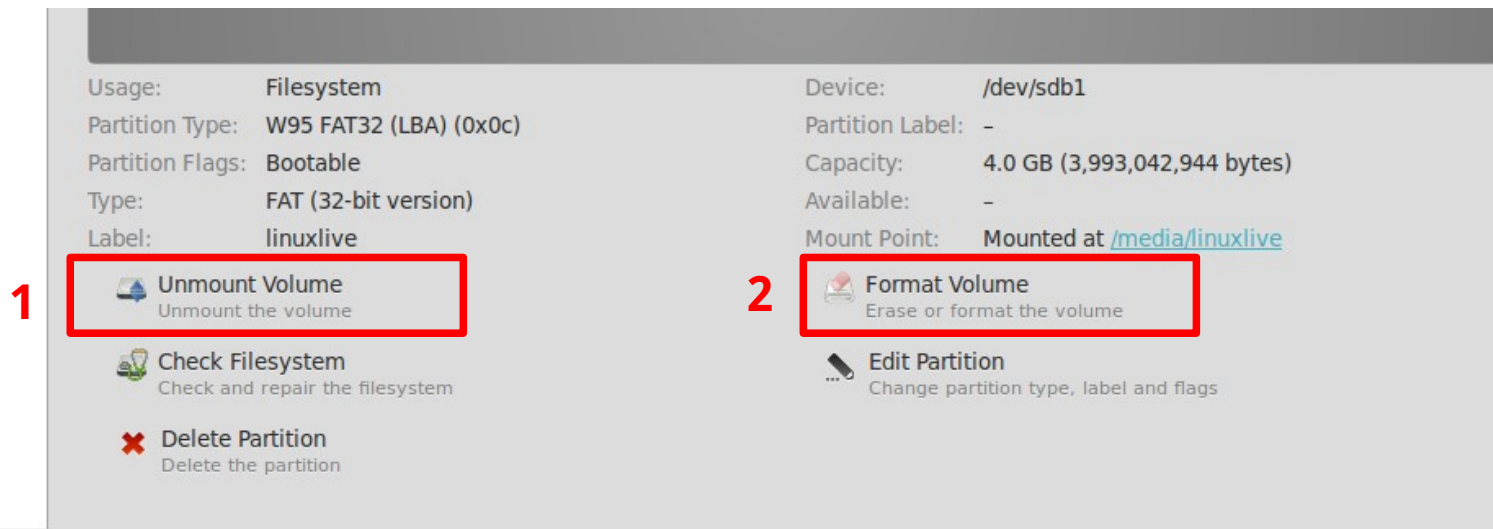 Usage: Filesystem
Device: /dev/sdb1
Partition Type: W95 FAT32 (LBA) (0x0c)
Partition Label: –
Partition Flags: Bootable
Capacity: 4.0 GB (3,993,042,944 bytes)
Type: FAT (32-bit version)
Available: –
Label: linuxlive
Mount Point: Mounted at /media/linuxlive
1
Unmount Volume
Unmount the volume
2
Format Volume
Erase or format the volume
Check Filesystem
Check and repair the filesystem
Edit Partition
Change partition type, label and flags
Delete Partition
Delete the partition